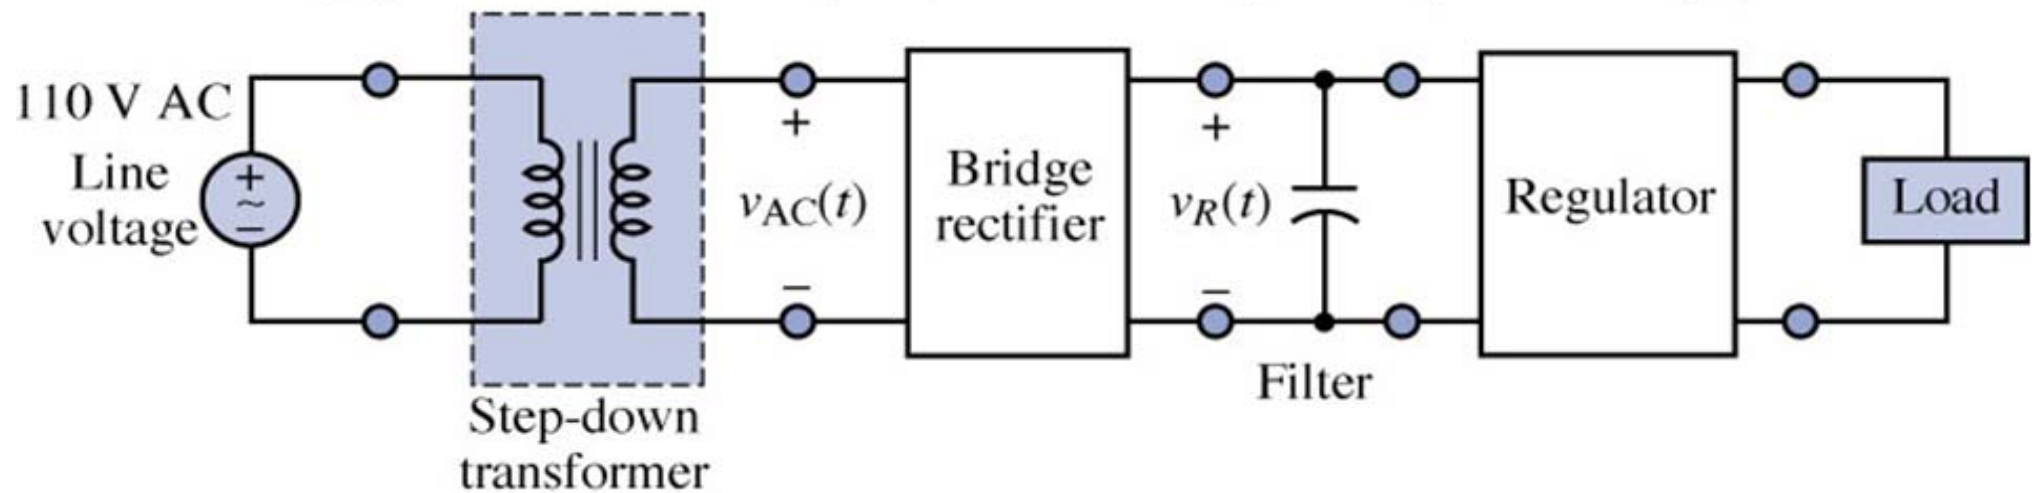 110 V AC
Line
voltage
+
~
−
Step-down
transformer
+
vAC(t)
−
Bridge
rectifier
+
vR(t)
−
Filter
Regulator
Load